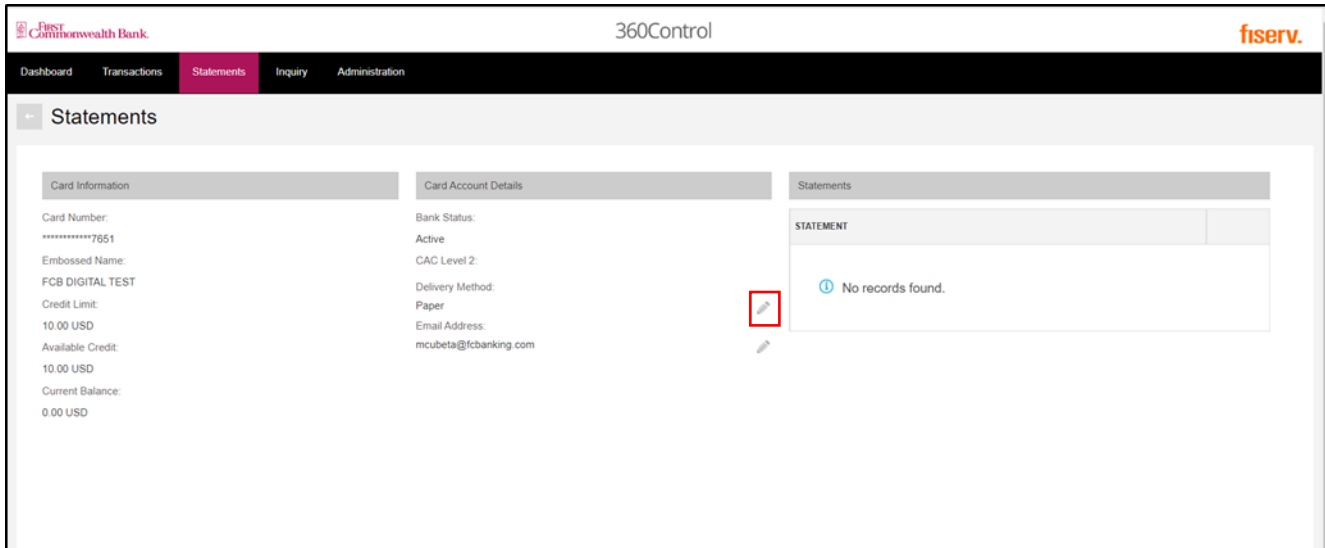 FIRST
Commonwealth Bank.
360Control
fiserv.
Dashboard Transactions Statements Inquiry Administration
Statements
Card Information
Card Number:
************7651
Embossed Name:
FCB DIGITAL TEST
Credit Limit:
10.00 USD
Available Credit:
10.00 USD
Current Balance:
0.00 USD
Card Account Details
Bank Status:
Active
CAC Level 2:
Delivery Method:
Paper
Email Address:
mcubeta@fcbanking.com
Statements
STATEMENT
No records found.